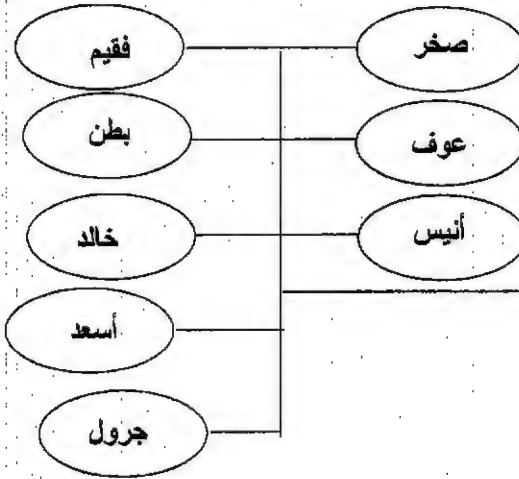 صخر
فقيم
عوف
بطن
أنيس
خالد
أسعد
جرول